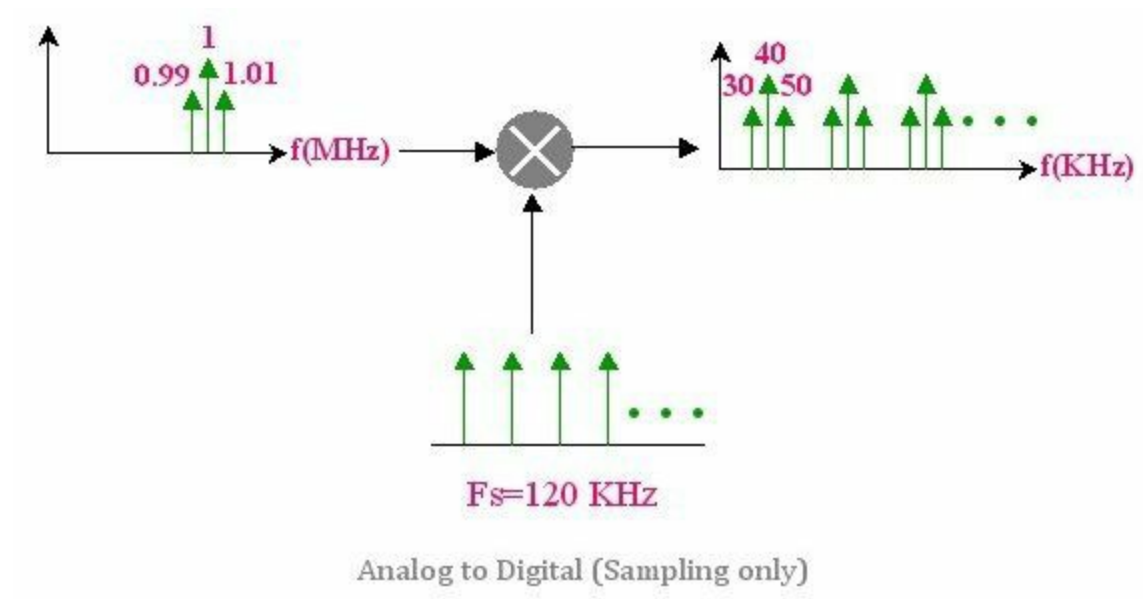 1
0.99 1.01
f(MHz)
40
30 50
f(KHz)
Fs=120 KHz
Analog to Digital (Sampling only)